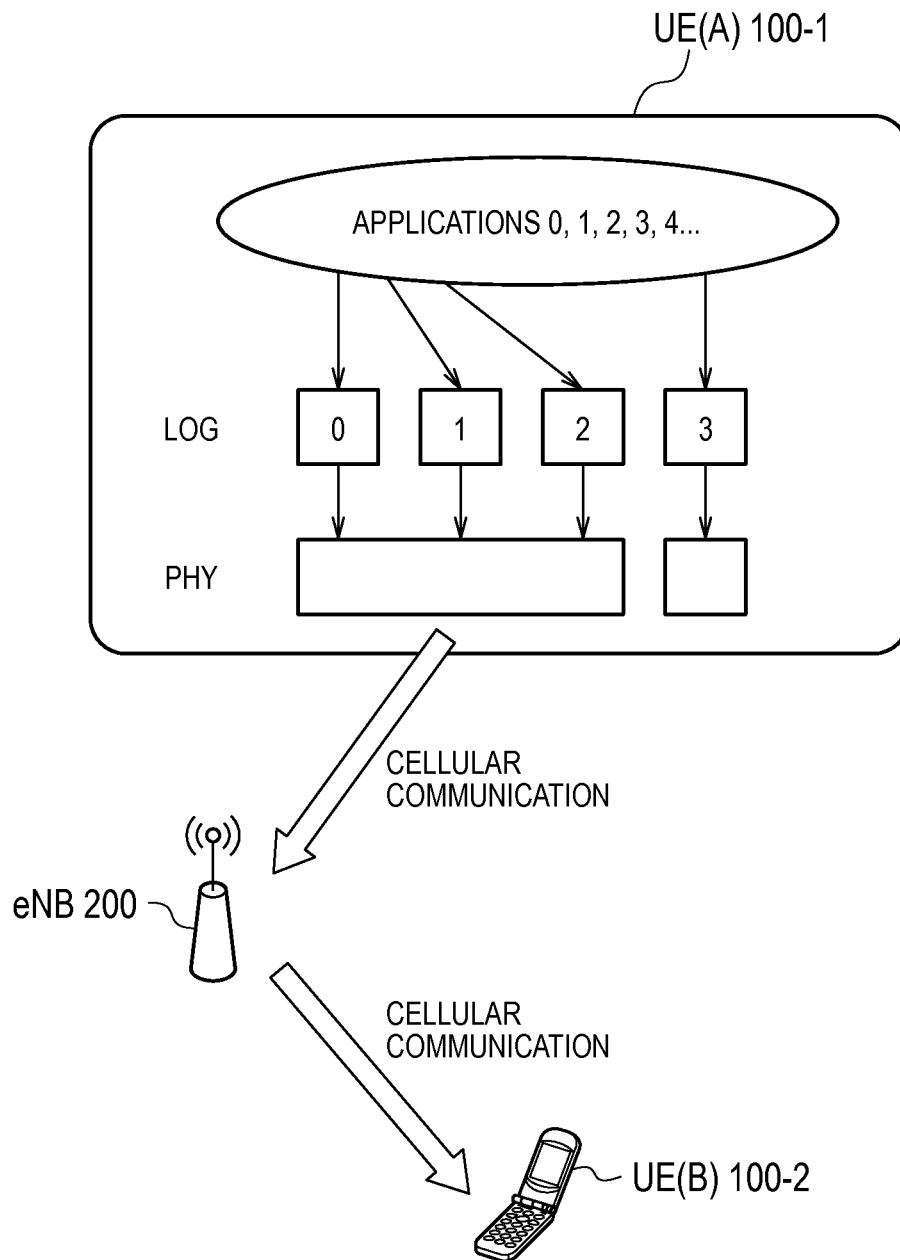 UE(A) 100-1
APPLICATIONS 0, 1, 2, 3, 4...
LOG
0
1
2
3
PHY
CELLULAR
COMMUNICATION
eNB 200
CELLULAR
COMMUNICATION
UE(B) 100-2